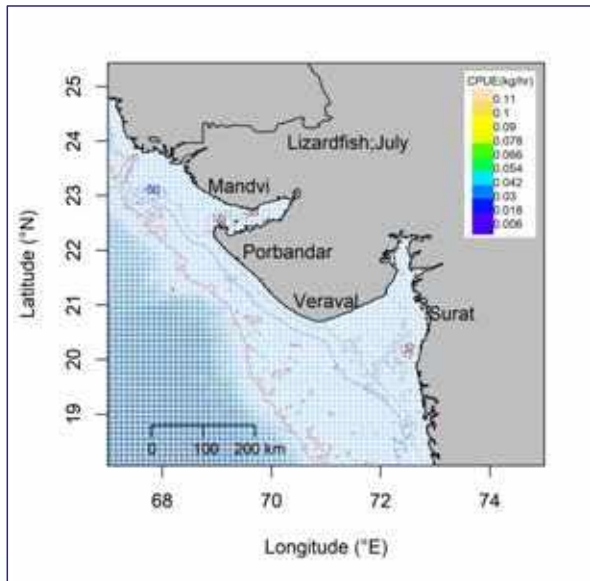 CPUE(kg/hr)
0.11
0.1
0.09
0.078
0.066
0.054
0.042
0.03
0.018
0.006
Lizardfish;July
Mandvi
Porbandar
Veraval
Surat
0 100 200 km
25
24
23
22
21
20
19
Latitude (°N)
68 70 72 74
Longitude (°E)